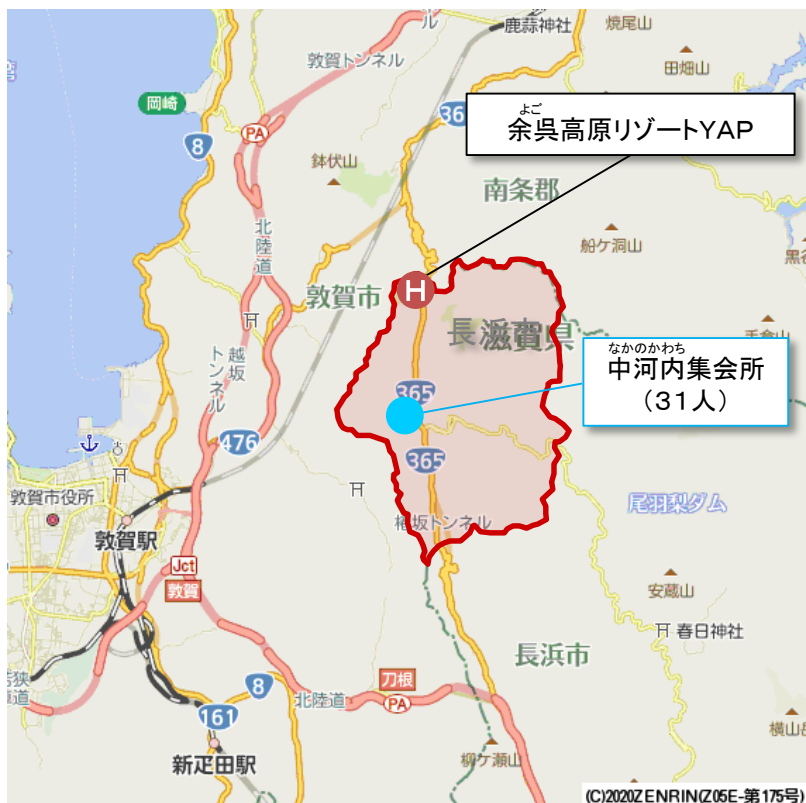 鹿蒜神社
焼尾山
ル
敦賀トンネル
田畑山
岡崎
PA
8
よご
余呉高原リゾートYAP
鉢伏山
南条郡
北陸道
船ケ洞山
敦賀市
H
長浜市
滋賀県
越坂
トンネル
なかのかわち
中河内集会所
(31人)
365
476
365
敦賀市役所
尾羽梨ダム
椿坂トンネル
敦賀駅
Jct
敦賀
安蔵山
春日神社
長浜市
刀根
8
北陸道
PA
161
横山岳
新疋田駅
柳ケ瀬山
(C)2020ZENRIN(Z05E-第175号)